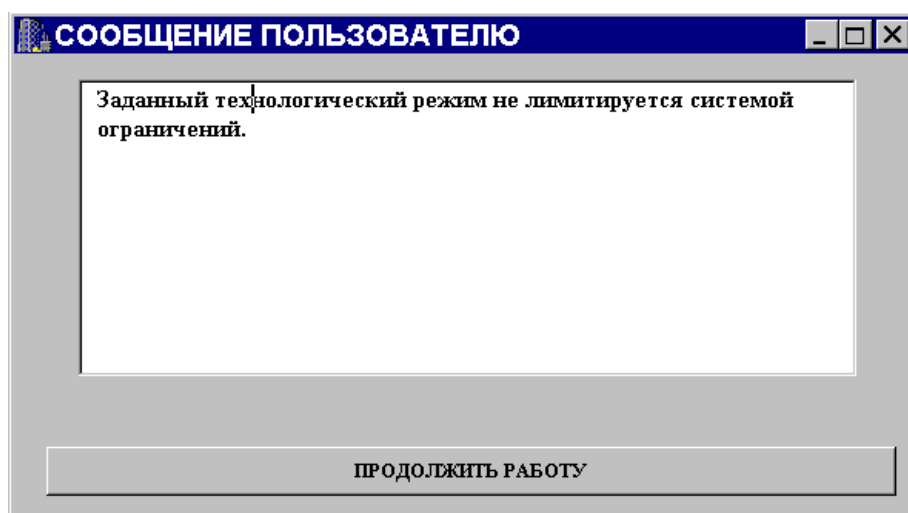 СООБЩЕНИЕ ПОЛЬЗОВАТЕЛЮ
Заданный технологический режим не лимитируется системой
ограничений.
ПРОДОЛЖИТЬ РАБОТУ